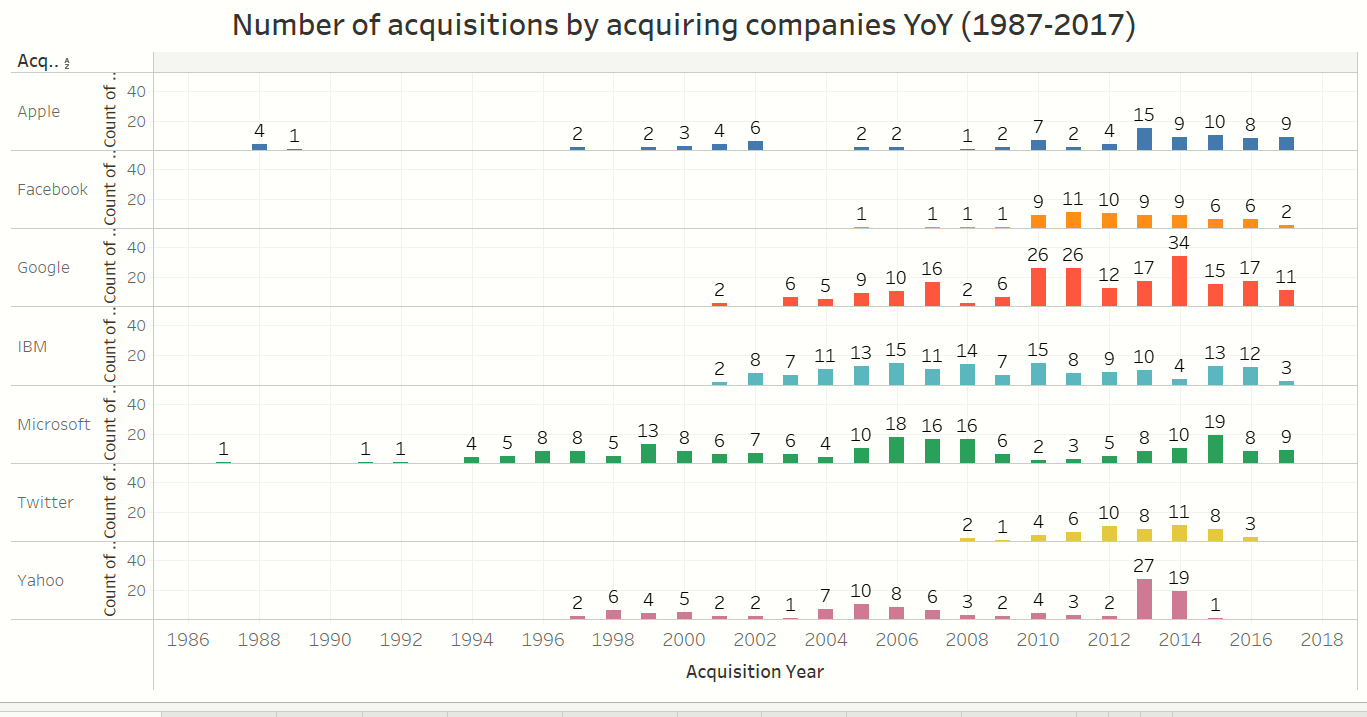 Number of acquisitions by acquiring companies YoY (1987-2017)
Acq..
Apple
Count of ..
40
20
4 1 2 2 3 4 6 2 2 1 2 7 2 4 15 9 10 8 9
Facebook
Count of ..
40
20
1 1 1 1 9 11 10 9 9 6 6 2
Google
Count of ..
40
20
2 6 5 9 10 16 2 6 26 26 12 17 34 15 17 11
IBM
Count of ..
40
20
2 8 7 11 13 15 11 14 7 15 8 9 10 4 13 12 3
Microsoft
Count of ..
40
20
1 1 1 4 5 8 8 5 13 8 6 7 6 4 10 18 16 16 6 2 3 5 8 10 19 8 9
Twitter
Count of ..
40
20
2 1 4 6 10 8 11 8 3
Yahoo
Count of ..
40
20
2 6 4 5 2 2 1 7 10 8 6 3 2 4 3 2 27 19 1
1986 1988 1990 1992 1994 1996 1998 2000 2002 2004 2006 2008 2010 2012 2014 2016 2018
Acquisition Year